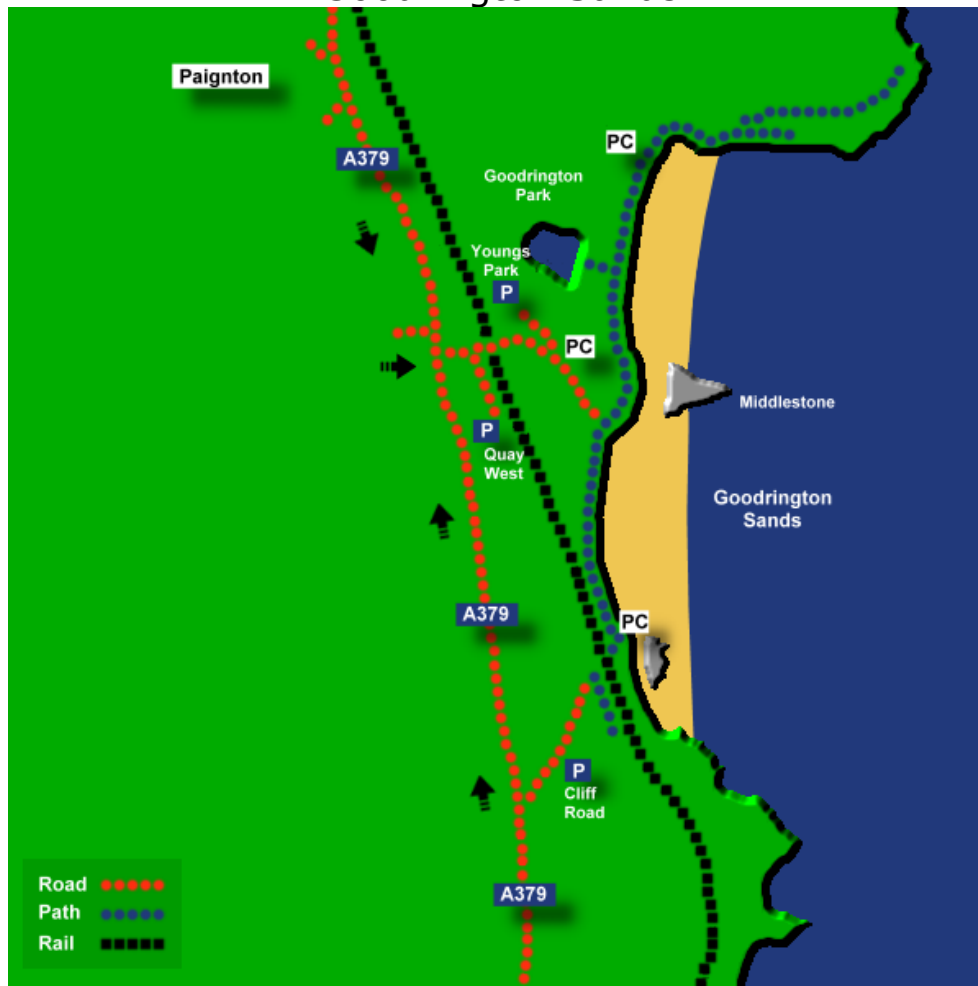 Paignton
A379
PC
Goodrington
Park
Youngs
Park
P
PC
Middlestone
P
Quay
West
Goodrington
Sands
A379
PC
P
Cliff
Road
Road
Path
Rail
A379